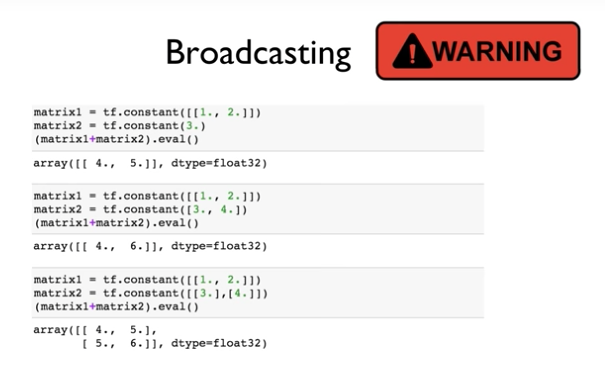 Broadcasting
WARNING
matrix1 = tf.constant([[1., 2.]])
matrix2 = tf.constant(3.)
(matrix1+matrix2).eval()
array([[ 4.,  5.]], dtype=float32)
matrix1 = tf.constant([[1., 2.]])
matrix2 = tf.constant([3., 4.])
(matrix1+matrix2).eval()
array([[ 4.,  6.]], dtype=float32)
matrix1 = tf.constant([[1., 2.]])
matrix2 = tf.constant([[3.],[4.]])
(matrix1+matrix2).eval()
array([[ 4.,  5.],
       [ 5.,  6.]], dtype=float32)